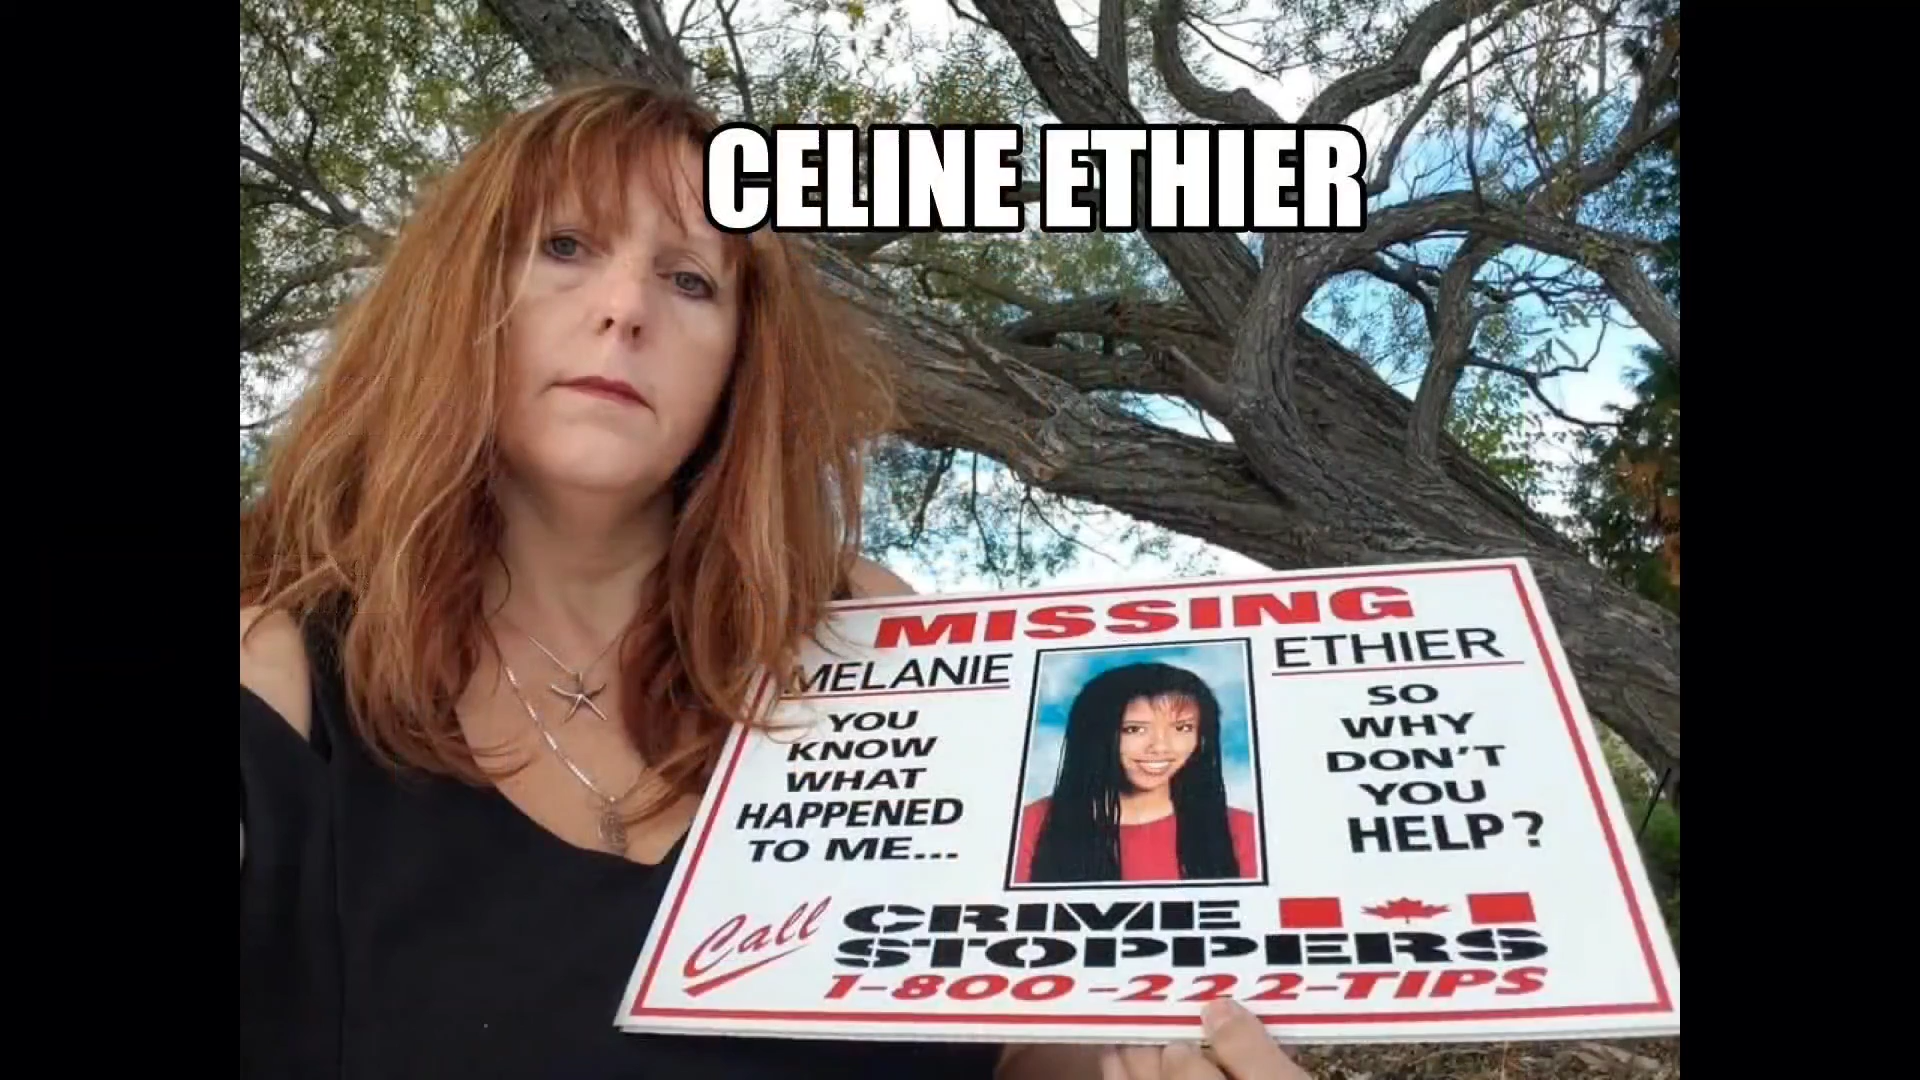 CELINE ETHIER
MISSING
MELANIE
ETHIER
YOU
KNOW
WHAT
HAPPENED
TO ME...
SO
WHY
DON'T
YOU
HELP?
Call
CRIME
STOPPERS
1-800-222-TIPS